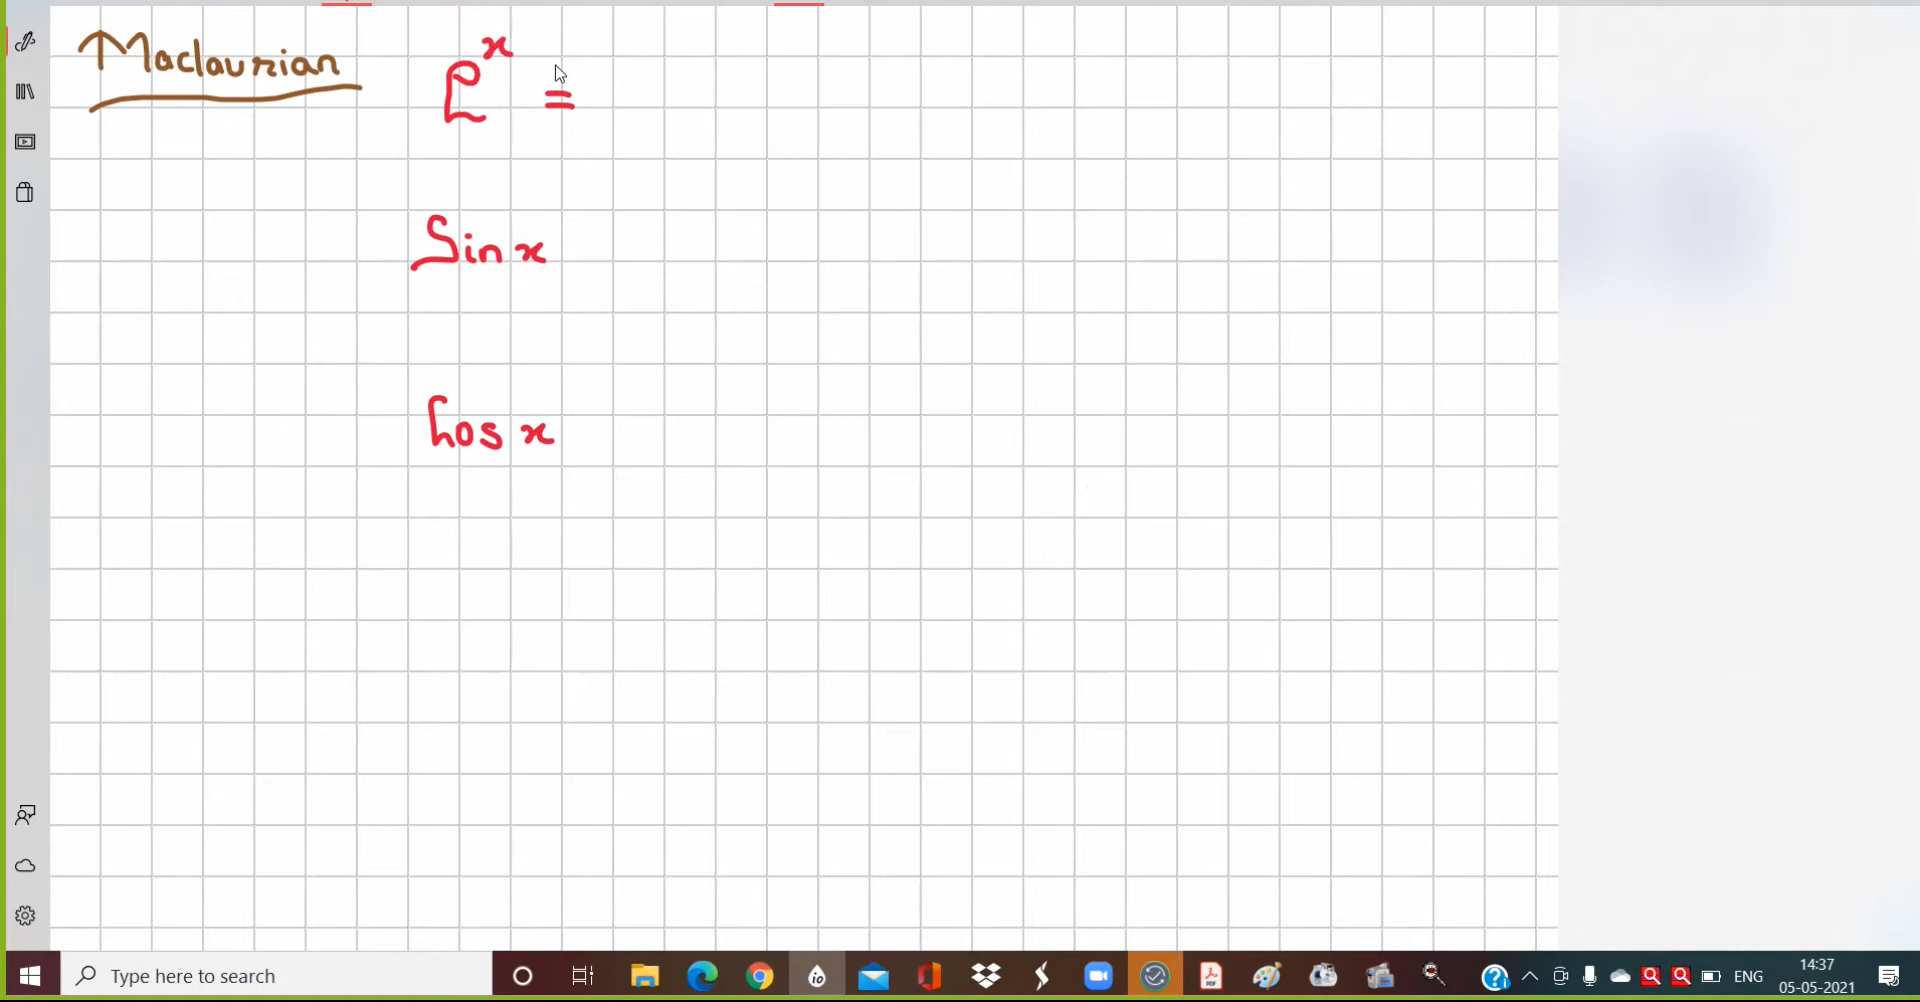 Maclaurian
e^x =
Sin x
Cos x
Type here to search
ENG
14:37
05-05-2021